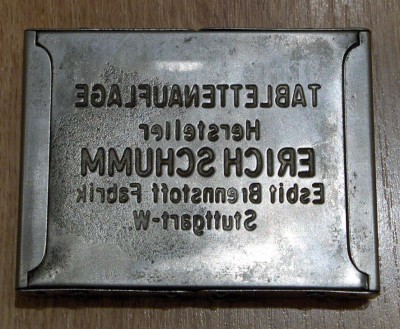 TABLETTENAUFLAGE
Hersteller
ERICH SCHUMM
Esbit Brennstoff Fabrik
Stuttgart-W